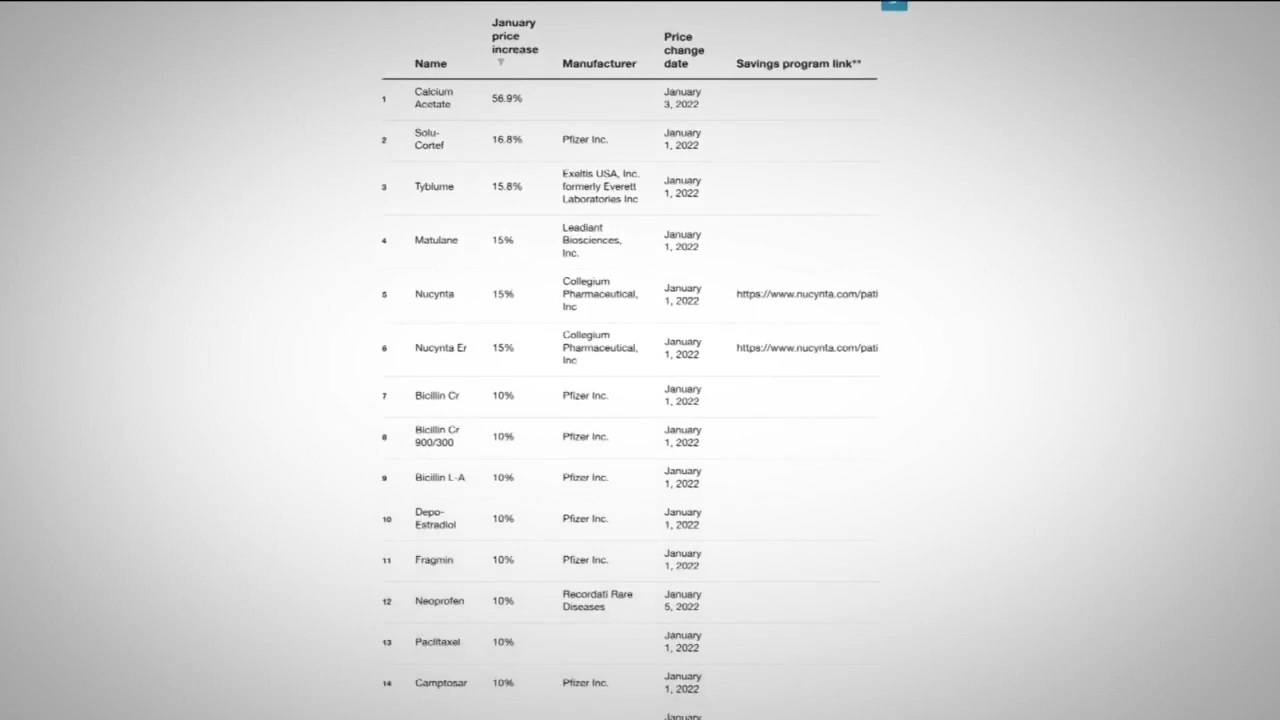 Name
January
price
increase
Manufacturer
Price
change
date
Savings program link**
1
Calcium
Acetate
56.9%
January
3, 2022
2
Solu-
Cortef
16.8%
Pfizer Inc.
January
1, 2022
3
Tyblume
15.8%
Exeltis USA, Inc.
formerly Everett
Laboratories Inc
January
1, 2022
4
Matulane
15%
Leadiant
Biosciences,
Inc.
January
1, 2022
5
Nucynta
15%
Collegium
Pharmaceutical,
Inc
January
1, 2022
https://www.nucynta.com/pati
6
Nucynta Er
15%
Collegium
Pharmaceutical,
Inc
January
1, 2022
https://www.nucynta.com/pati
7
Bicillin Cr
10%
Pfizer Inc.
January
1, 2022
8
Bicillin Cr
900/300
10%
Pfizer Inc.
January
1, 2022
9
Bicillin L-A
10%
Pfizer Inc.
January
1, 2022
10
Depo-
Estradiol
10%
Pfizer Inc.
January
1, 2022
11
Fragmin
10%
Pfizer Inc.
January
1, 2022
12
Neoprofen
10%
Recordati Rare
Diseases
January
5, 2022
13
Paclitaxel
10%
January
1, 2022
14
Camptosar
10%
Pfizer Inc.
January
1, 2022
January